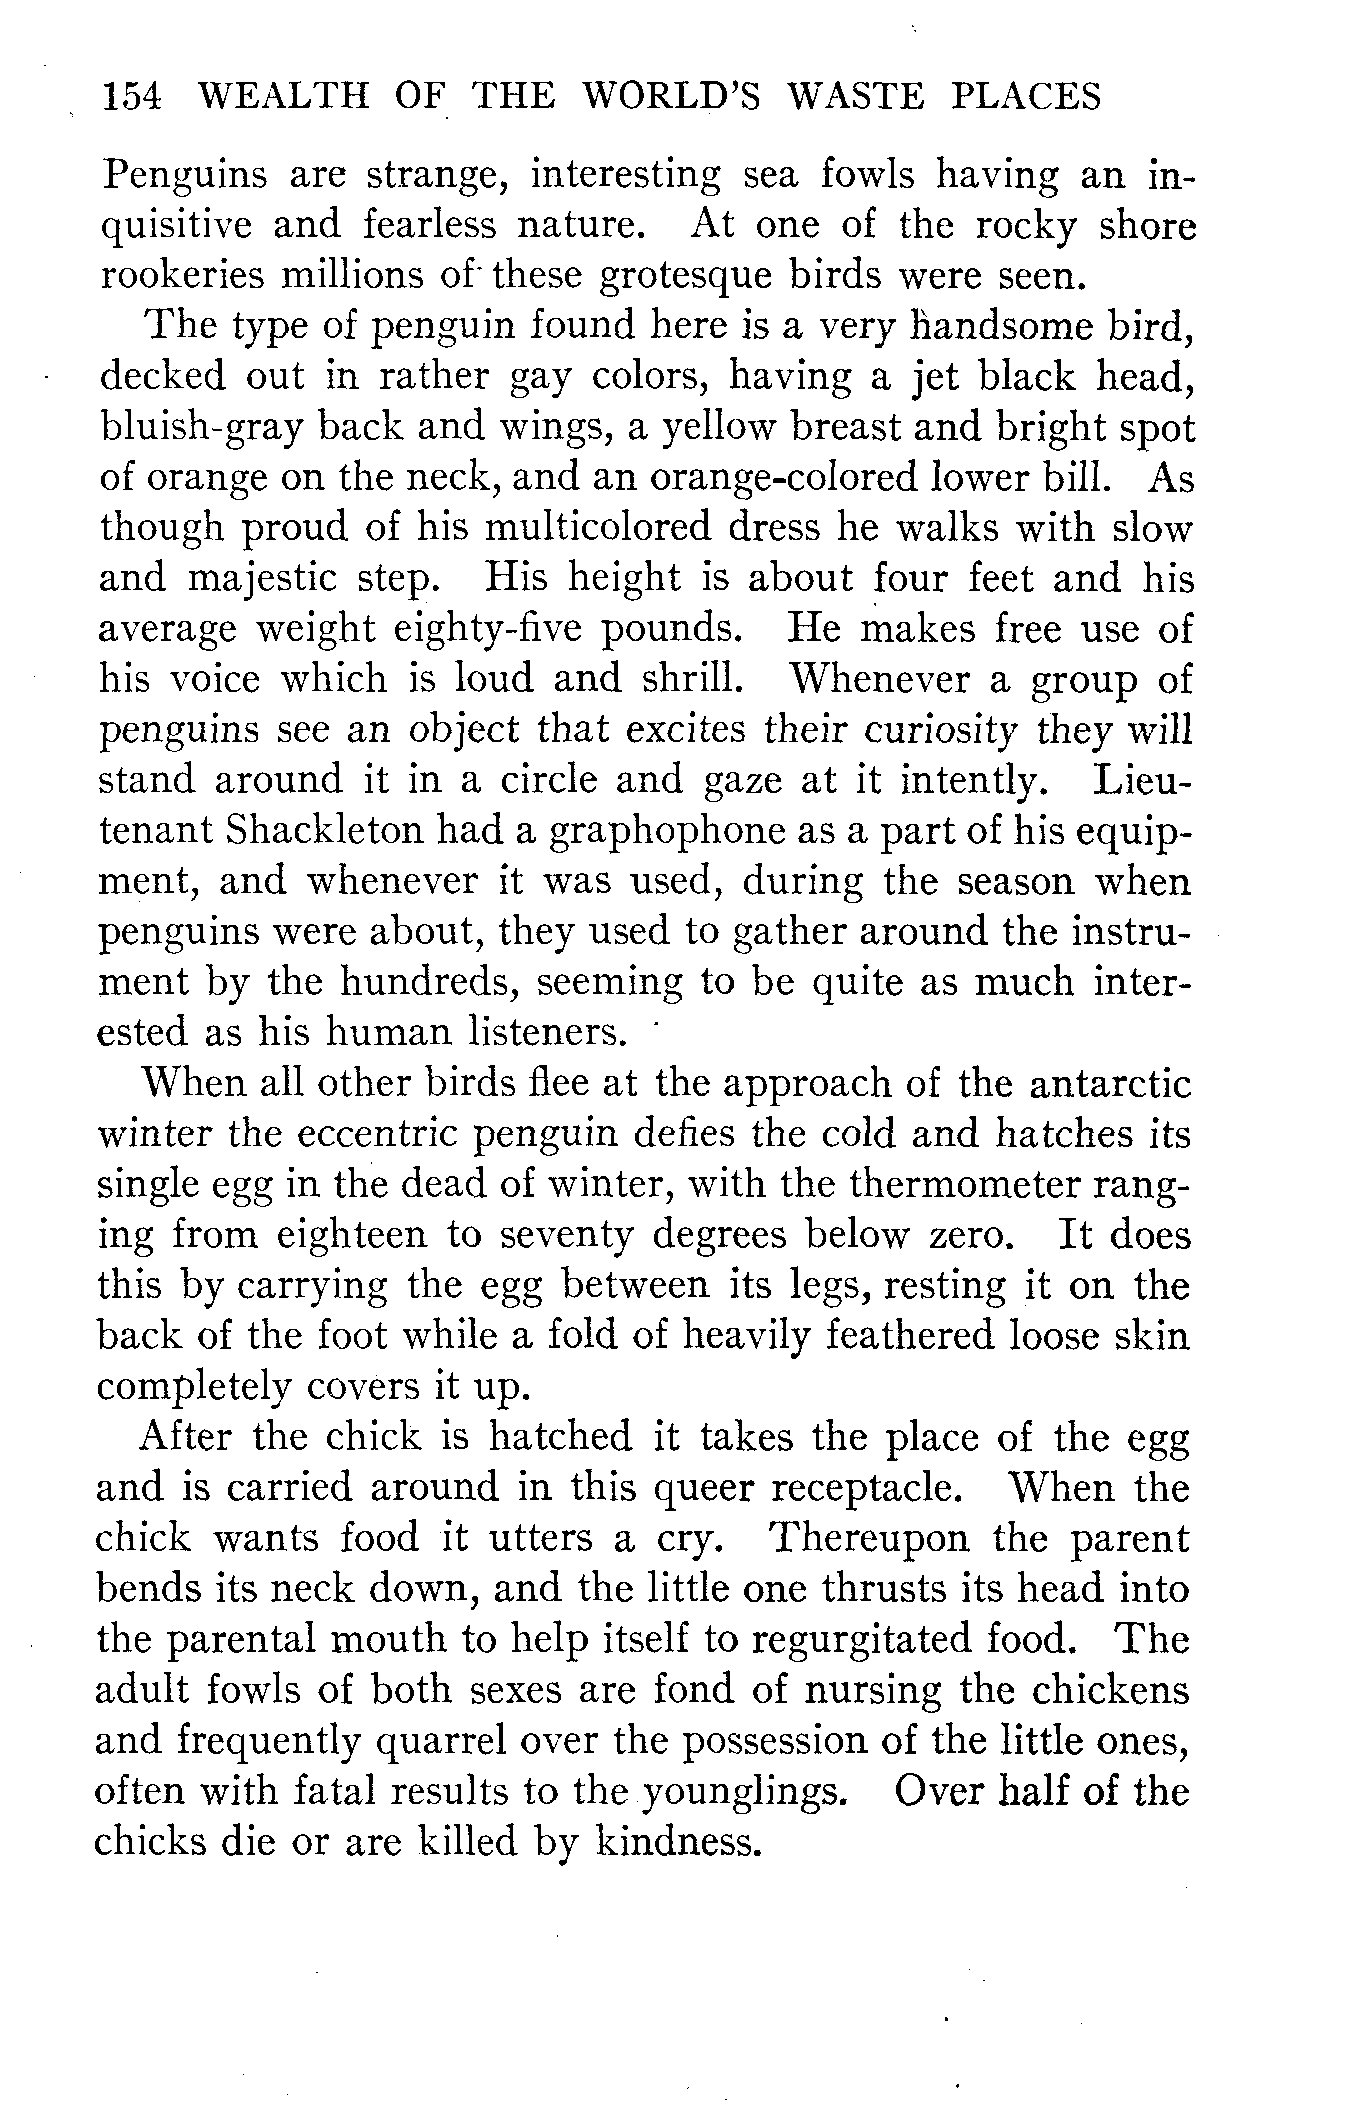 154 WEALTH OF THE WORLD'S WASTE PLACES
Penguins are strange, interesting sea fowls having an in-
quisitive and fearless nature. At one of the rocky shore
rookeries millions of these grotesque birds were seen.
The type of penguin found here is a very handsome bird,
decked out in rather gay colors, having a jet black head,
bluish-gray back and wings, a yellow breast and bright spot
of orange on the neck, and an orange-colored lower bill. As
though proud of his multicolored dress he walks with slow
and majestic step. His height is about four feet and his
average weight eighty-five pounds. He makes free use of
his voice which is loud and shrill. Whenever a group of
penguins see an object that excites their curiosity they will
stand around it in a circle and gaze at it intently. Lieu-
tenant Shackleton had a graphophone as a part of his equip-
ment, and whenever it was used, during the season when
penguins were about, they used to gather around the instru-
ment by the hundreds, seeming to be quite as much inter-
ested as his human listeners.
When all other birds flee at the approach of the antarctic
winter the eccentric penguin defies the cold and hatches its
single egg in the dead of winter, with the thermometer rang-
ing from eighteen to seventy degrees below zero. It does
this by carrying the egg between its legs, resting it on the
back of the foot while a fold of heavily feathered loose skin
completely covers it up.
After the chick is hatched it takes the place of the egg
and is carried around in this queer receptacle. When the
chick wants food it utters a cry. Thereupon the parent
bends its neck down, and the little one thrusts its head into
the parental mouth to help itself to regurgitated food. The
adult fowls of both sexes are fond of nursing the chickens
and frequently quarrel over the possession of the little ones,
often with fatal results to the younglings. Over half of the
chicks die or are killed by kindness.